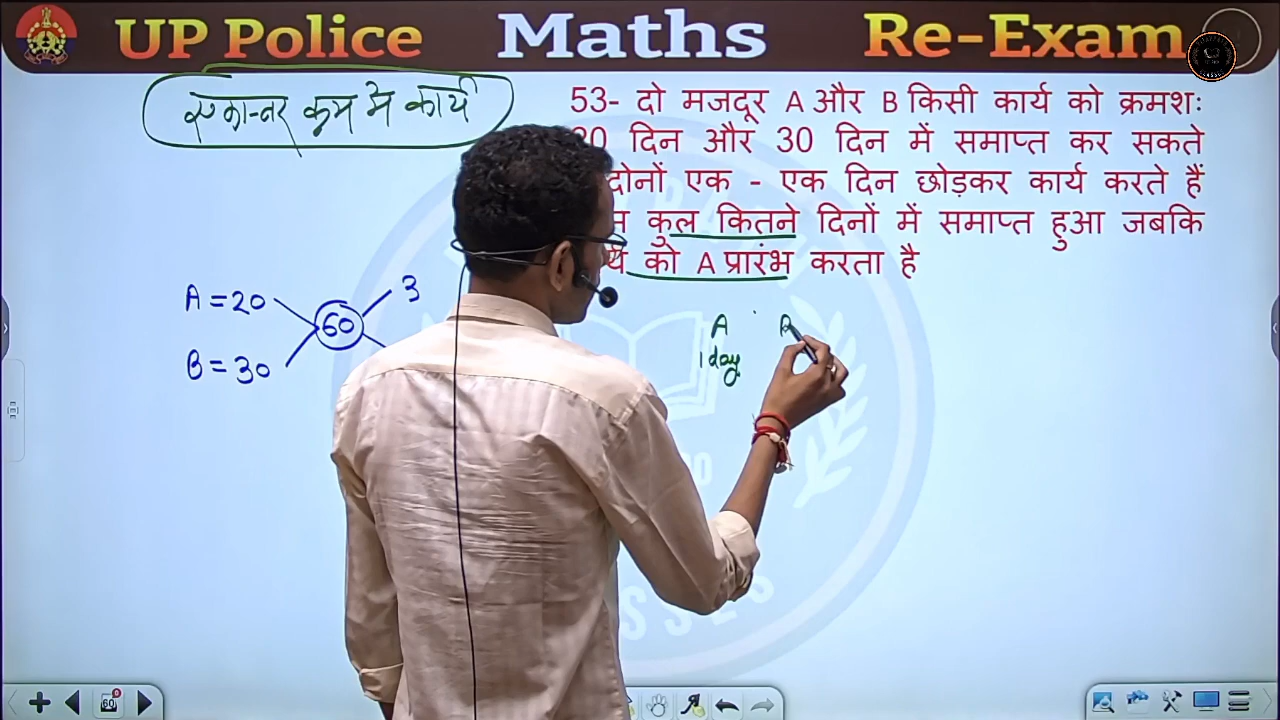 UP Police Maths Re-Exam
एकान्तर क्रम में कार्य
53- दो मजदूर A और B किसी कार्य को क्रमशः
दिन और 30 दिन में समाप्त कर सकते
दोनों एक - एक दिन छोड़कर कार्य करते हैं
कुल कितने दिनों में समाप्त हुआ जबकि
को A प्रारंभ करता है
A = 20
60
3
B = 30
A B
1 day
60